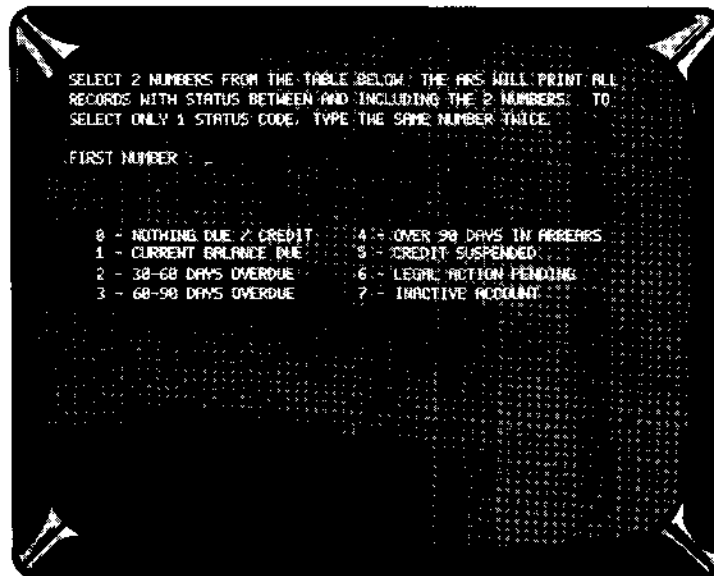 SELECT 2 NUMBERS FROM THE TABLE BELOW. THE ARS WILL PRINT ALL
RECORDS WITH STATUS BETWEEN AND INCLUDING THE 2 NUMBERS. TO
SELECT ONLY 1 STATUS CODE, TYPE THE SAME NUMBER TWICE.
FIRST NUMBER : _
0 - NOTHING DUE / CREDIT 4 - OVER 90 DAYS IN ARREARS
1 - CURRENT BALANCE DUE 5 - CREDIT SUSPENDED
2 - 30-60 DAYS OVERDUE 6 - LEGAL ACTION PENDING
3 - 60-90 DAYS OVERDUE 7 - INACTIVE ACCOUNT